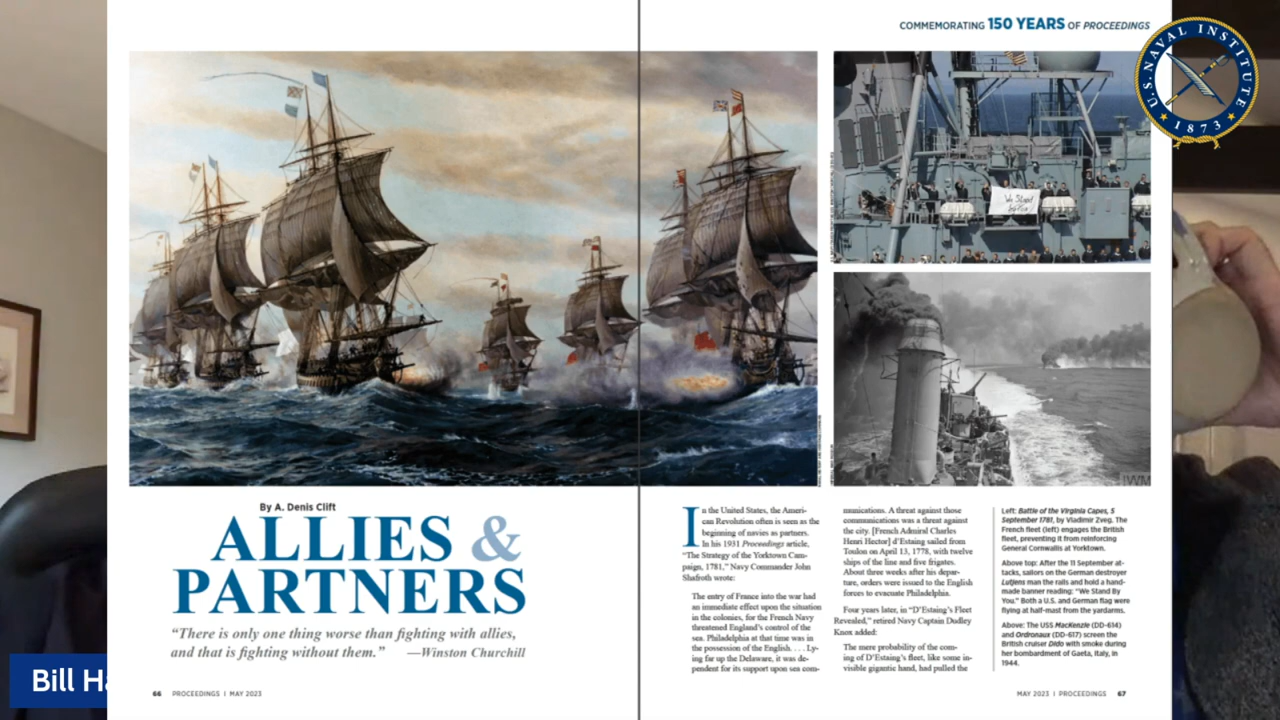 COMMEMORATING 150 YEARS OF PROCEEDINGS
U.S. NAVAL INSTITUTE
1873
We Stand
By You
IWM
By A. Denis Clift
ALLIES &
PARTNERS
“There is only one thing worse than fighting with allies,
and that is fighting without them.” —Winston Churchill
In the United States, the Ameri-
can Revolution often is seen as the
beginning of navies as partners.
In his 1931 Proceedings article,
“The Strategy of the Yorktown Cam-
paign, 1781,” Navy Commander John
Shafroth wrote:
The entry of France into the war had
an immediate effect upon the situation
in the colonies, for the French Navy
threatened England’s control of the
sea. Philadelphia at that time was in
the possession of the English. . . . Ly-
ing far up the Delaware, it was de-
pendent for its support upon sea com-
munications. A threat against those
communications was a threat against
the city. [French Admiral Charles
Henri Hector] d’Estaing sailed from
Toulon on April 13, 1778, with twelve
ships of the line and five frigates.
About three weeks after his depar-
ture, orders were issued to the English
forces to evacuate Philadelphia.
Four years later, in “D’Estaing’s Fleet
Revealed,” retired Navy Captain Dudley
Knox added:
The mere probability of the com-
ing of D’Estaing’s fleet, like some in-
visible gigantic hand, had pulled the
Left: Battle of the Virginia Capes, 5
September 1781, by Vladimir Zveg. The
French fleet (left) engages the British
fleet, preventing it from reinforcing
General Cornwallis at Yorktown.
Above top: After the 11 September at-
tacks, sailors on the German destroyer
Lutjens man the rails and hold a hand-
made banner reading: “We Stand By
You.” Both a U.S. and German flag were
flying at half-mast from the yardarms.
Above: The USS MacKenzie (DD-614)
and Ordronaux (DD-617) screen the
British cruiser Dido with smoke during
her bombardment of Gaeta, Italy, in
1944.
66 PROCEEDINGS | MAY 2023
MAY 2023 | PROCEEDINGS 67
Bill